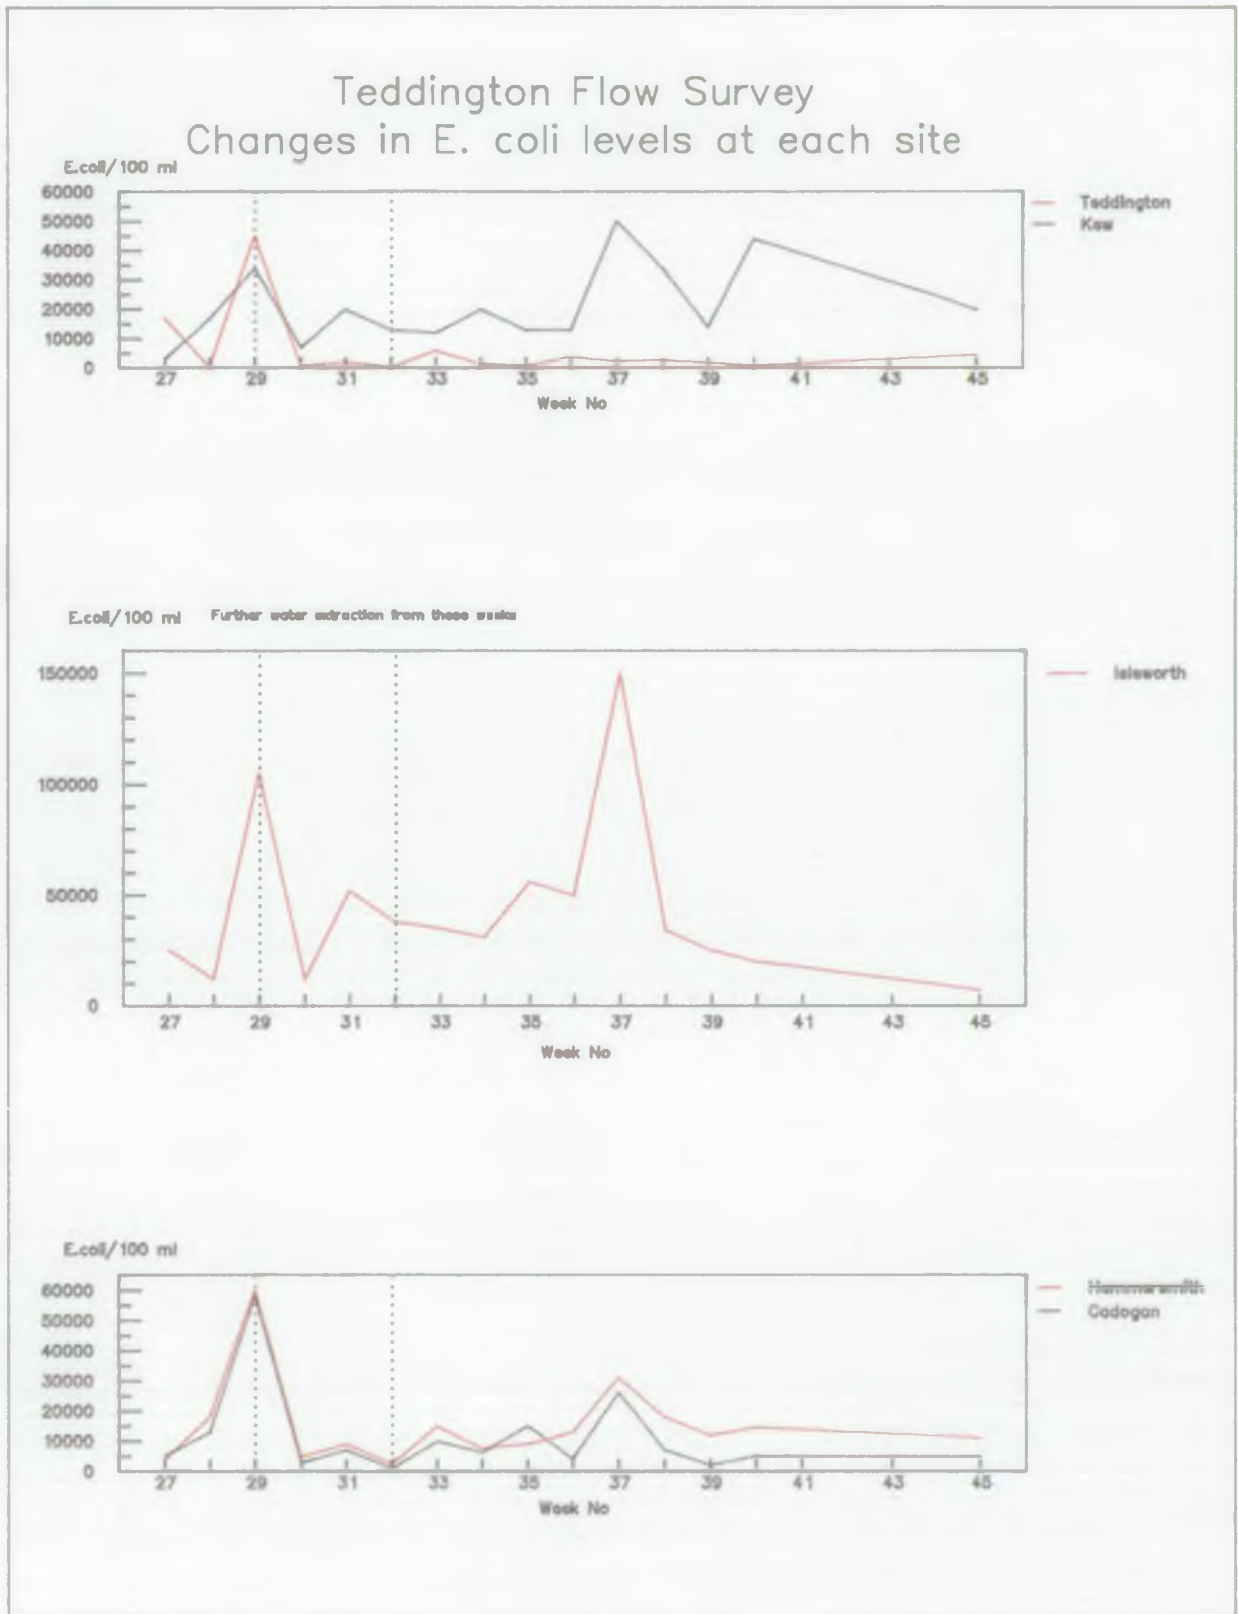 Teddington Flow Survey
Changes in E. coli levels at each site
E.coli/100 ml
60000
50000
40000
30000
20000
10000
0
27 29 31 33 35 37 39 41 43 45
Week No
Teddington
Kew
E.coli/100 ml Further water extraction from these weeks
150000
100000
50000
0
27 29 31 33 35 37 39 41 43 45
Week No
Isleworth
E.coli/100 ml
60000
50000
40000
30000
20000
10000
0
27 29 31 33 35 37 39 41 43 45
Week No
Hammersmith
Cadogan